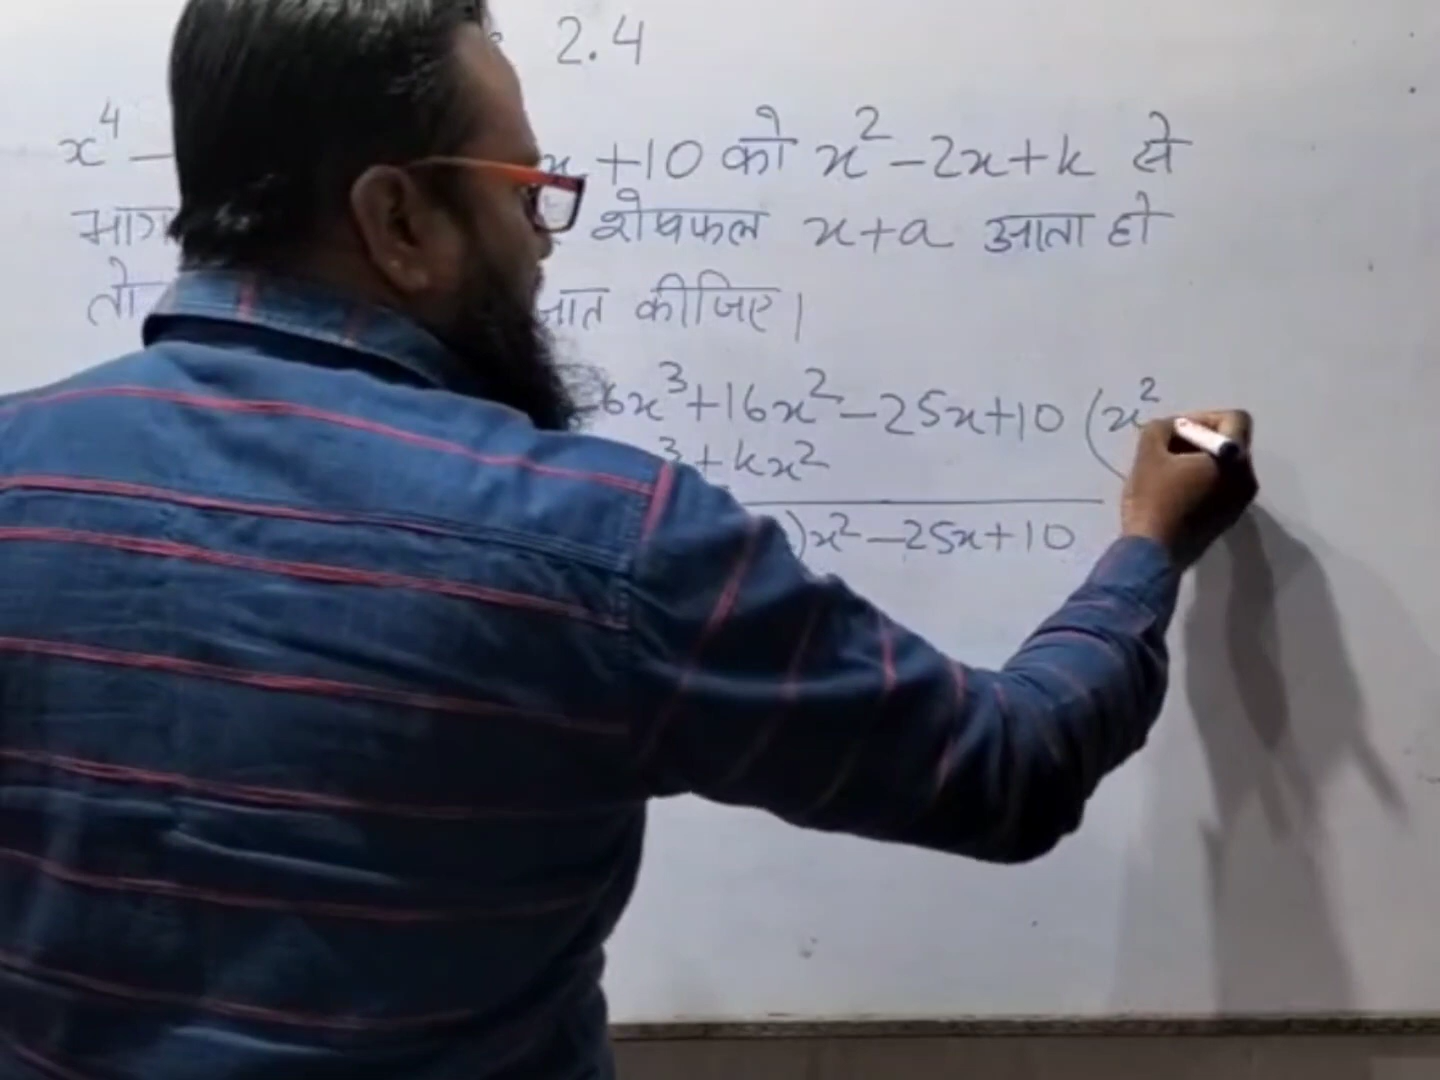 2.4
x⁴ – x +10 को x² – 2x + k से
भाग शेषफल x+a आता हो
तो ज्ञात कीजिए।
–6x³+16x²–25x+10 (x²
³+kx²
)x²–25x+10